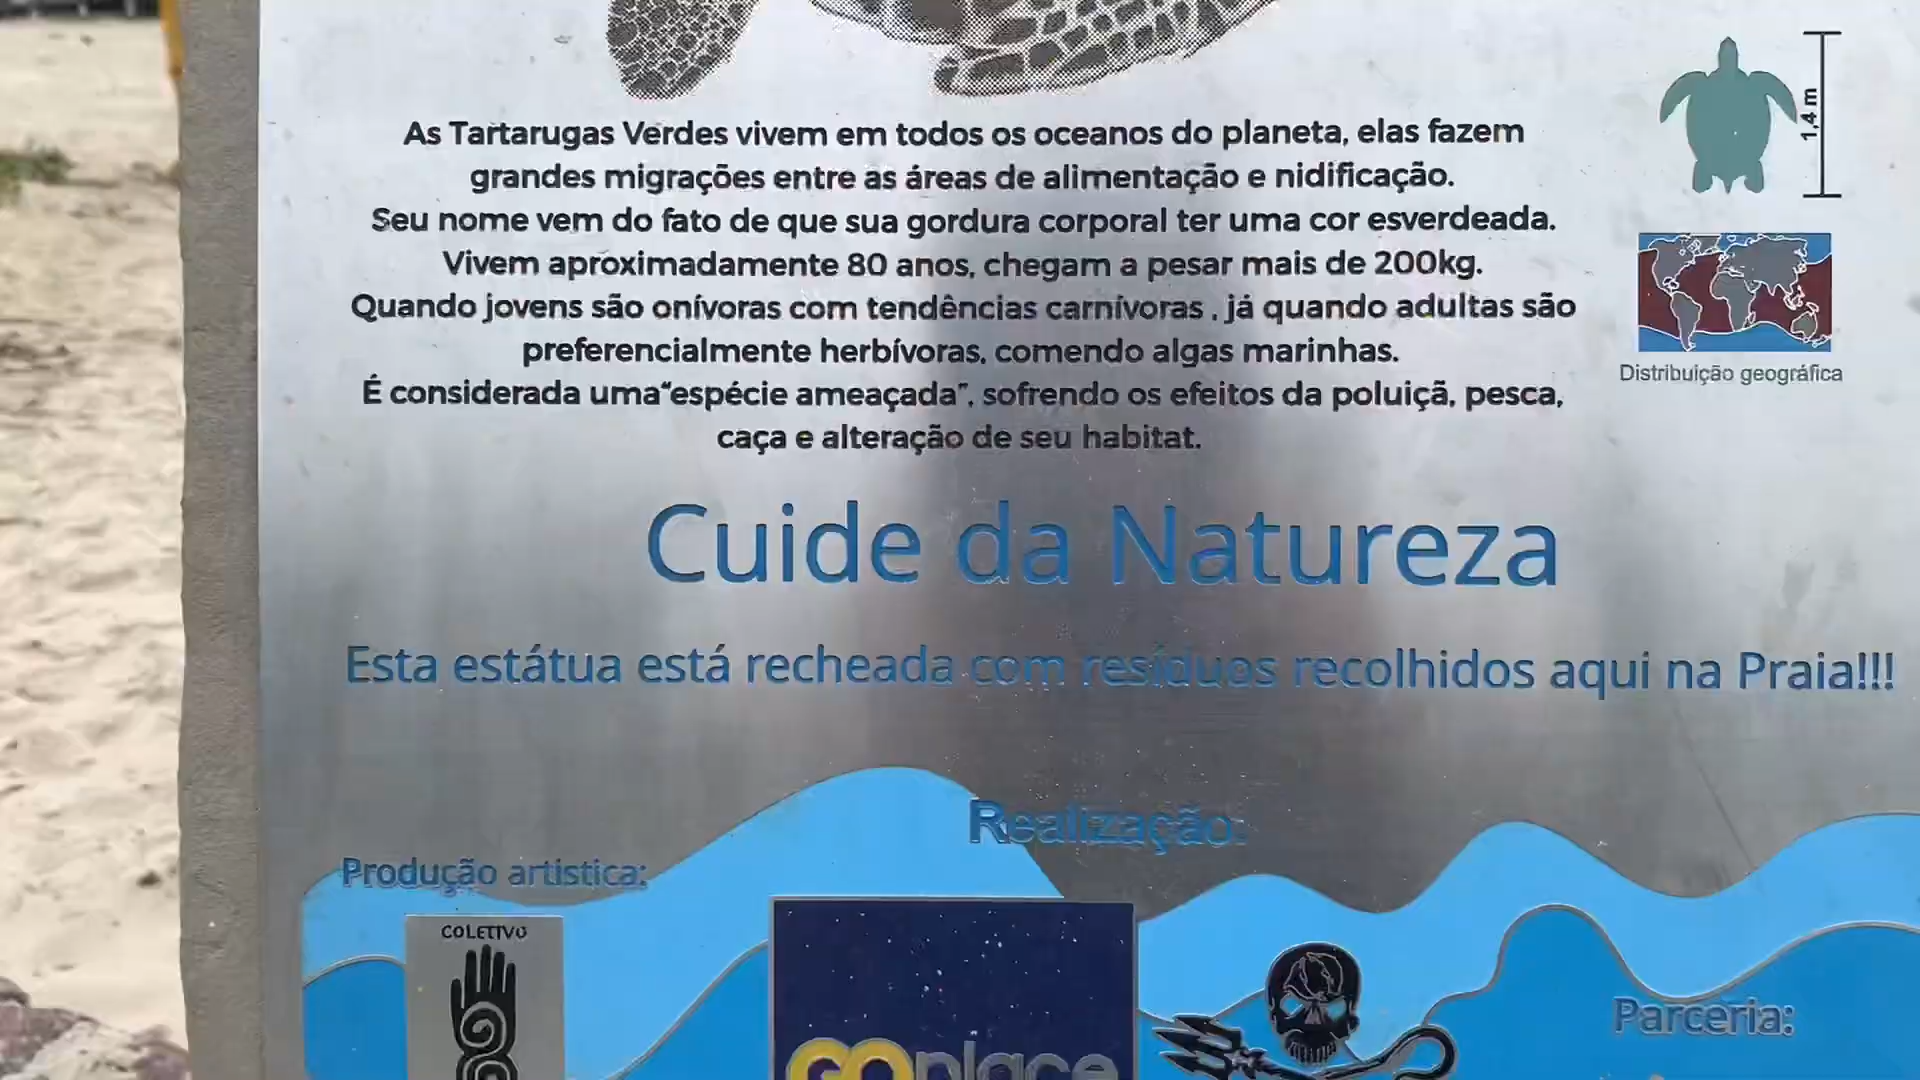 As Tartarugas Verdes vivem em todos os oceanos do planeta, elas fazem
grandes migrações entre as áreas de alimentação e nidificação.
Seu nome vem do fato de que sua gordura corporal ter uma cor esverdeada.
Vivem aproximadamente 80 anos, chegam a pesar mais de 200kg.
Quando jovens são onívoras com tendências carnívoras , já quando adultas são
preferencialmente herbívoras, comendo algas marinhas.
É considerada uma“espécie ameaçada”, sofrendo os efeitos da poluiçã, pesca,
caça e alteração de seu habitat.
1,4 m
Distribuição geográfica
Cuide da Natureza
Esta estátua está recheada com resíduos recolhidos aqui na Praia!!!
Realização:
Produção artistica:
COLETIVO
GOplace
Parceria: